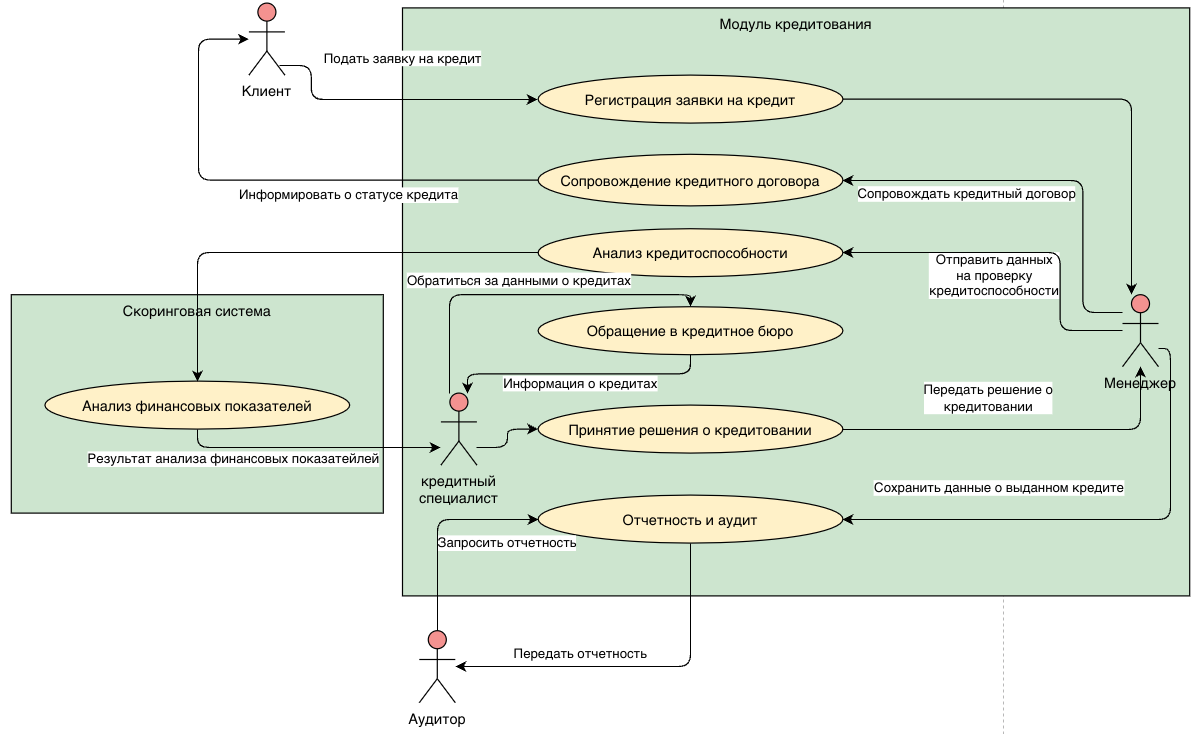 Модуль кредитования
Подать заявку на кредит
Клиент
Регистрация заявки на кредит
Сопровождение кредитного договора
Информировать о статусе кредита
Сопровождать кредитный договор
Анализ кредитоспособности
Отправить данных
на проверку
кредитоспособности
Обратиться за данными о кредитах
Скоринговая система
Обращение в кредитное бюро
Информация о кредитах
Менеджер
Передать решение о
кредитовании
Анализ финансовых показателей
Принятие решения о кредитовании
Результат анализа финансовых показатейлей
кредитный
специалист
Сохранить данные о выданном кредите
Отчетность и аудит
Запросить отчетность
Передать отчетность
Аудитор